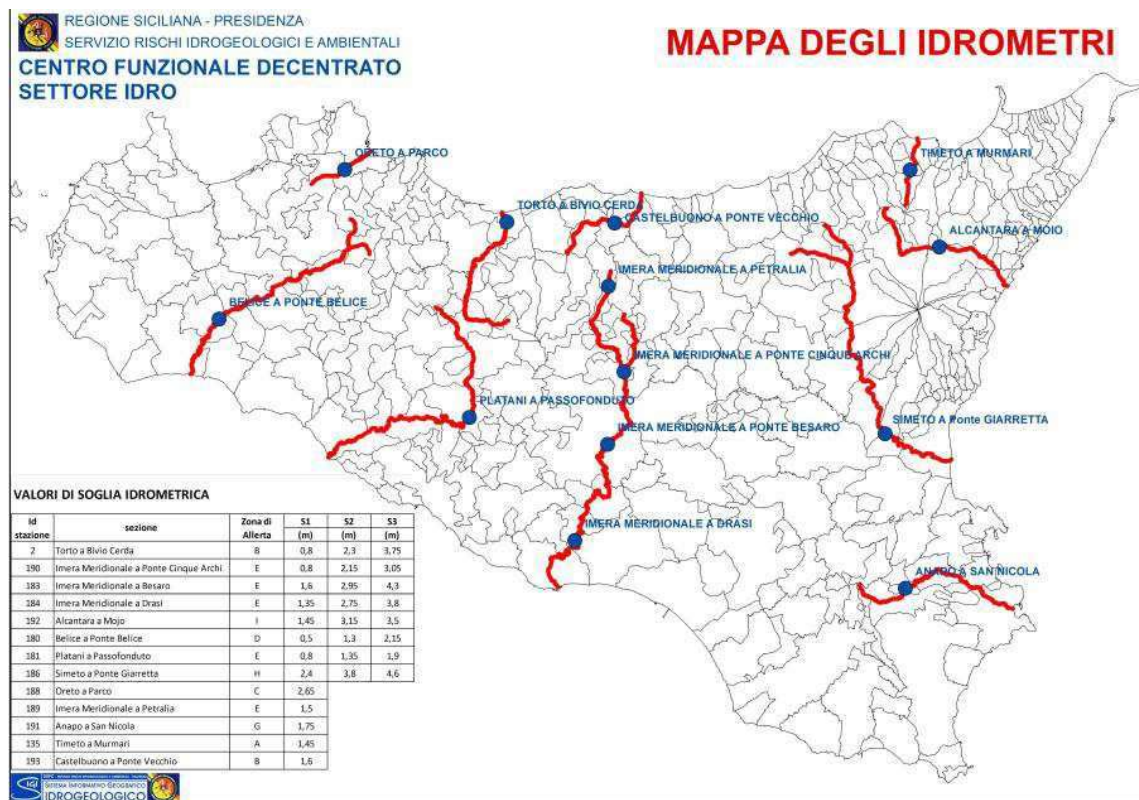 REGIONE SICILIANA - PRESIDENZA
SERVIZIO RISCHI IDROGEOLOGICI E AMBIENTALI
CENTRO FUNZIONALE DECENTRATO
SETTORE IDRO
MAPPA DEGLI IDROMETRI
ORETO A PARCO
TIMETO A MURMARI
TORTO A BIVIO CERDA
CASTELBUONO A PONTE VECCHIO
ALCANTARA A MOIO
IMERA MERIDIONALE A PETRALIA
BELICE A PONTE BELICE
IMERA MERIDIONALE A PONTE CINQUE ARCHI
PLATANI A PASSOFONDUTO
IMERA MERIDIONALE A PONTE BESARO
SIMETO A Ponte GIARRETTA
IMERA MERIDIONALE A DRASI
ANAPO A SAN NICOLA
VALORI DI SOGLIA IDROMETRICA
Id stazione sezione Zona di Allerta S1 (m) S2 (m) S3 (m)
2 Torto a Bivio Cerda B 0,8 2,3 3,75
190 Imera Meridionale a Ponte Cinque Archi E 0,8 2,15 3,05
183 Imera Meridionale a Besaro E 1,6 2,95 4,3
184 Imera Meridionale a Drasi E 1,35 2,75 3,8
192 Alcantara a Mojo I 1,45 3,15 3,5
180 Belice a Ponte Belice D 0,5 1,3 2,15
181 Platani a Passofonduto E 0,8 1,35 1,9
186 Simeto a Ponte Giarretta H 2,4 3,8 4,6
188 Oreto a Parco C 2,65
189 Imera Meridionale a Petralia E 1,5
191 Anapo a San Nicola G 1,75
135 Timeto a Murmari A 1,45
193 Castelbuono a Ponte Vecchio B 1,6
SISTEMA INFORMATIVO GEOGRAFICO
IDROGEOLOGICO